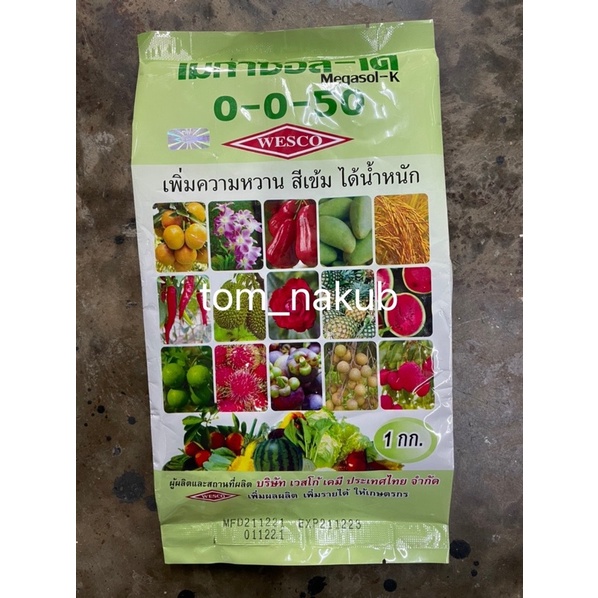 เมกาซอล-เค
Megasol-K
0-0-50
WESCO
เพิ่มความหวาน สีเข้ม ได้น้ำหนัก
tom_nakub
1 กก.
ผู้ผลิตและสถานที่ผลิต บริษัท เวสโก้ เคมี ประเทศไทย จำกัด
WESCO เพิ่มผลผลิต เพิ่มรายได้ ให้เกษตรกร
MFD211221 EXP211223
011221